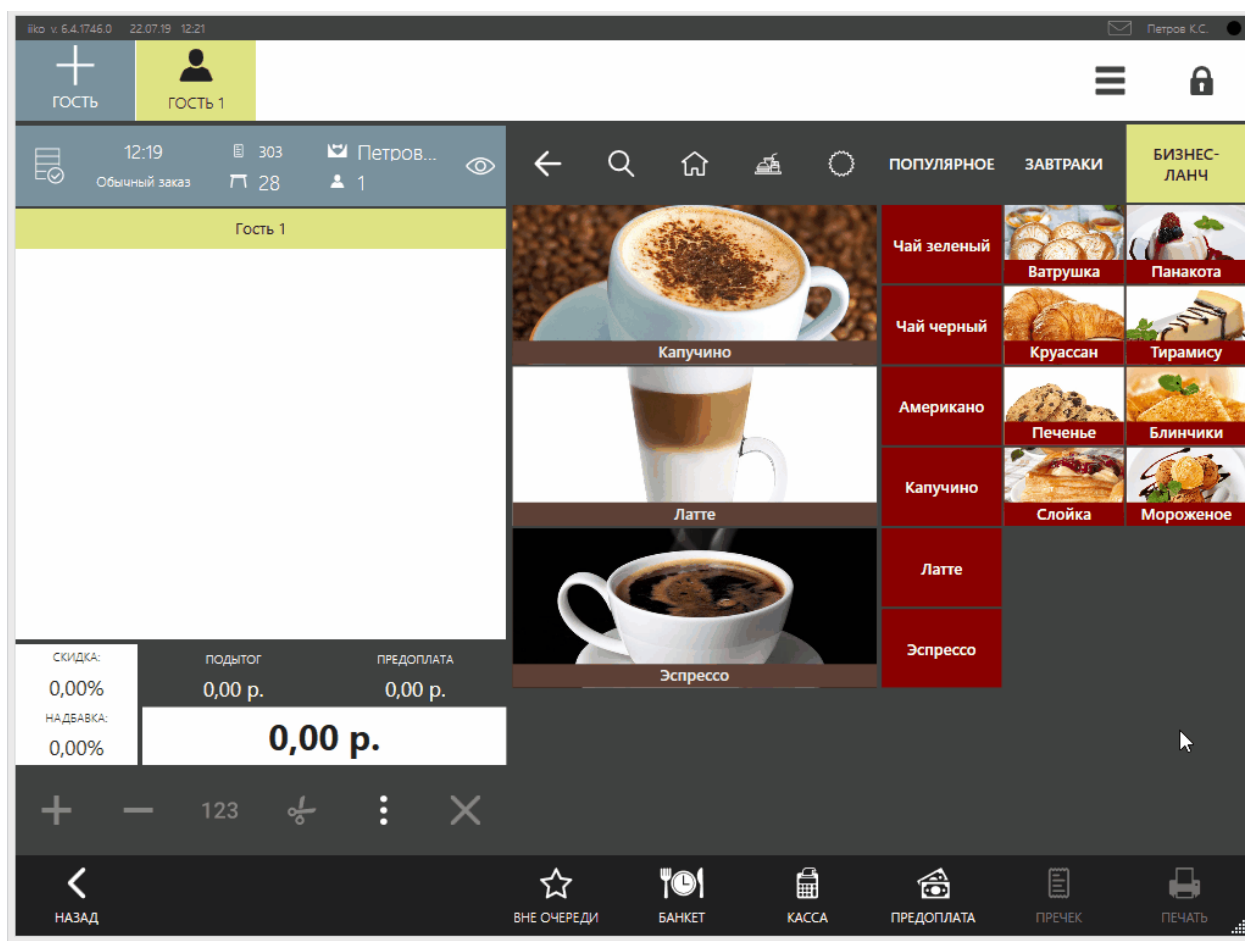 iiko v. 6.4.1746.0 22.07.19 12:21 Петров К.С.
ГОСТЬ ГОСТЬ 1
12:19 303 Петров...
Обычный заказ 28 1
ПОПУЛЯРНОЕ ЗАВТРАКИ БИЗНЕС-
ЛАНЧ
Гость 1
Капучино
Латте
Эспрессо
Чай зеленый
Чай черный
Американо
Капучино
Латте
Эспрессо
Ватрушка Панакота
Круассан Тирамису
Печенье Блинчики
Слойка Мороженое
СКИДКА: ПОДЫТОГ ПРЕДОПЛАТА
0,00% 0,00 р. 0,00 р.
НАДБАВКА:
0,00% 0,00 р.
123
НАЗАД ВНЕ ОЧЕРЕДИ БАНКЕТ КАССА ПРЕДОПЛАТА ПРЕЧЕК ПЕЧАТЬ